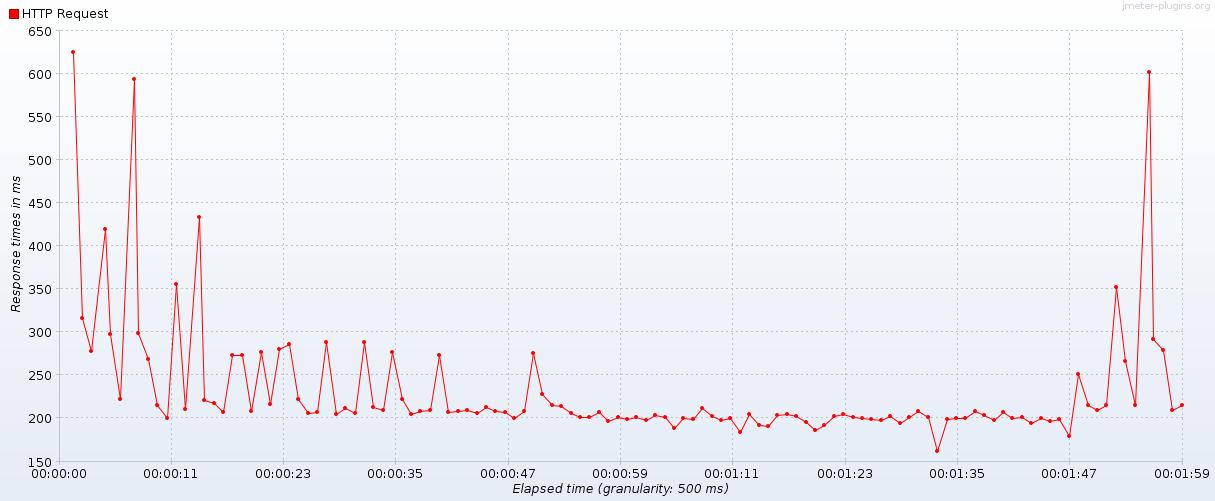 jmeter-plugins.org
HTTP Request
650
600
550
500
450
400
350
300
250
200
150
Response times in ms
00:00:00 00:00:11 00:00:23 00:00:35 00:00:47 00:00:59 00:01:11 00:01:23 00:01:35 00:01:47 00:01:59
Elapsed time (granularity: 500 ms)